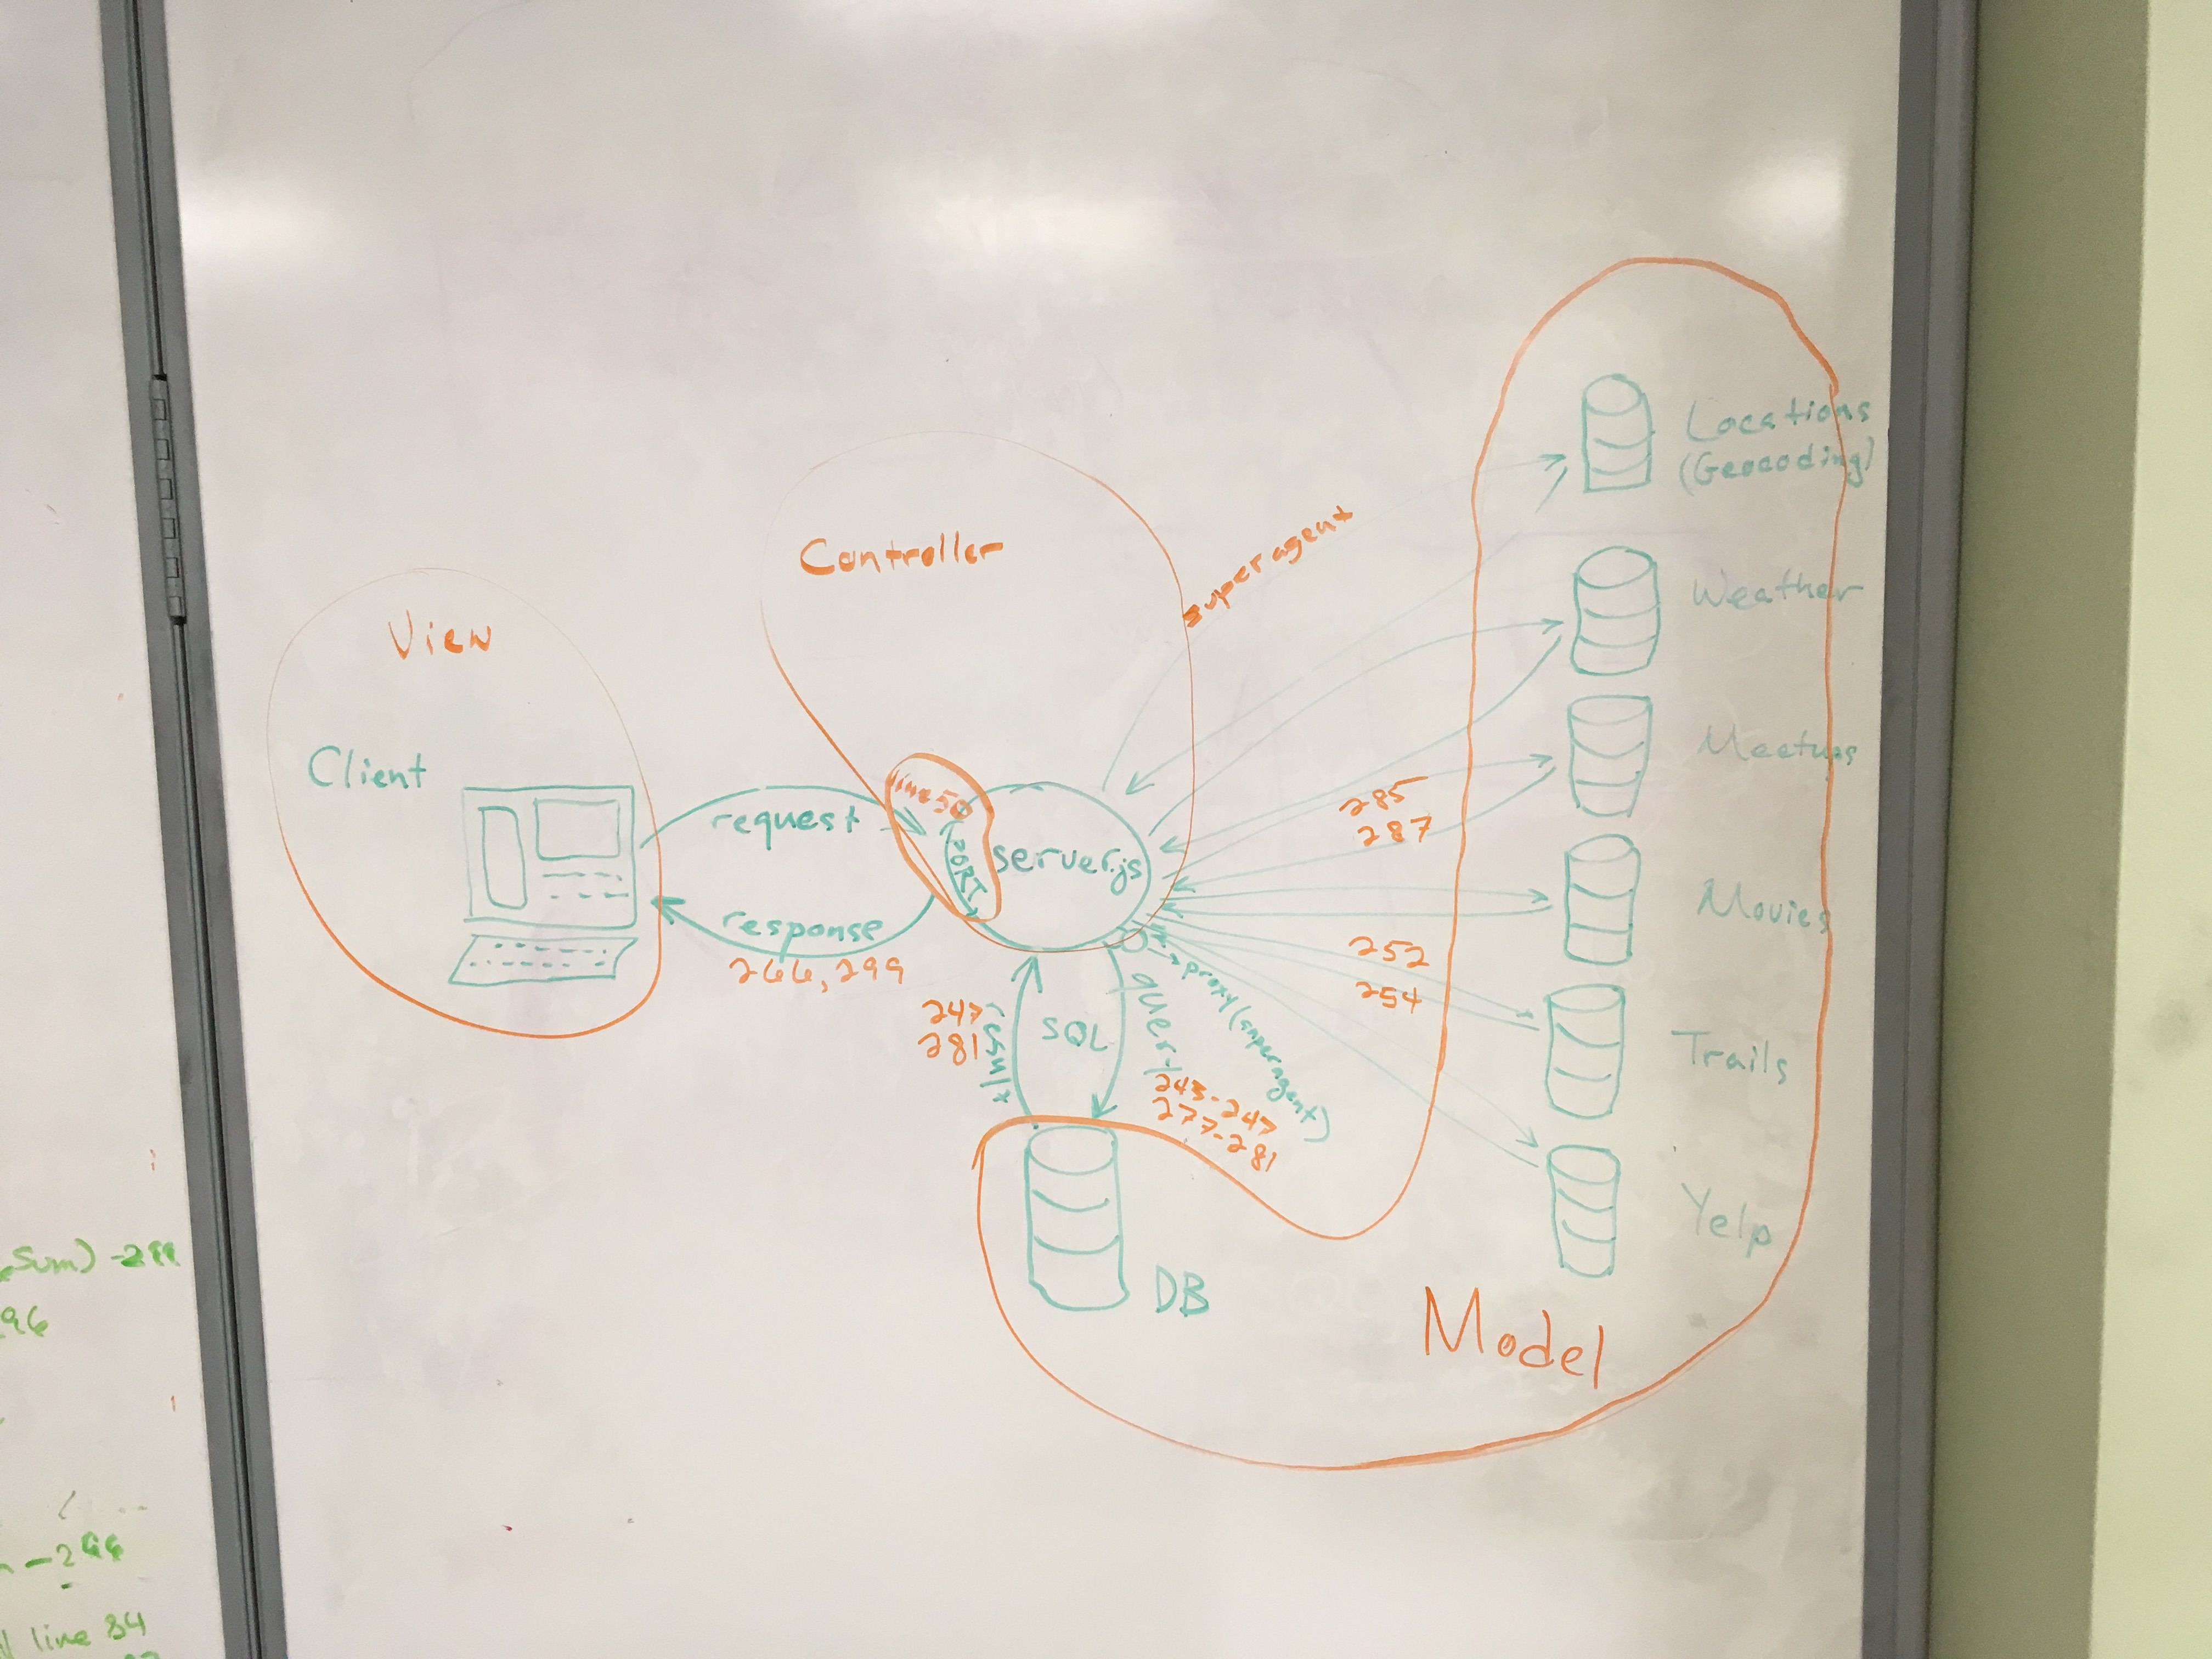 View
Client
request
response
266, 299
Controller
line 50
PORT
server.js
superagent
285
287
252
254
proxy (superagent)
query
243-247
277-281
SQL
result
247
281
DB
Locations
(Geocoding)
Weather
Meetups
Movies
Trails
Yelp
Model
Sum) -299
96
line 84